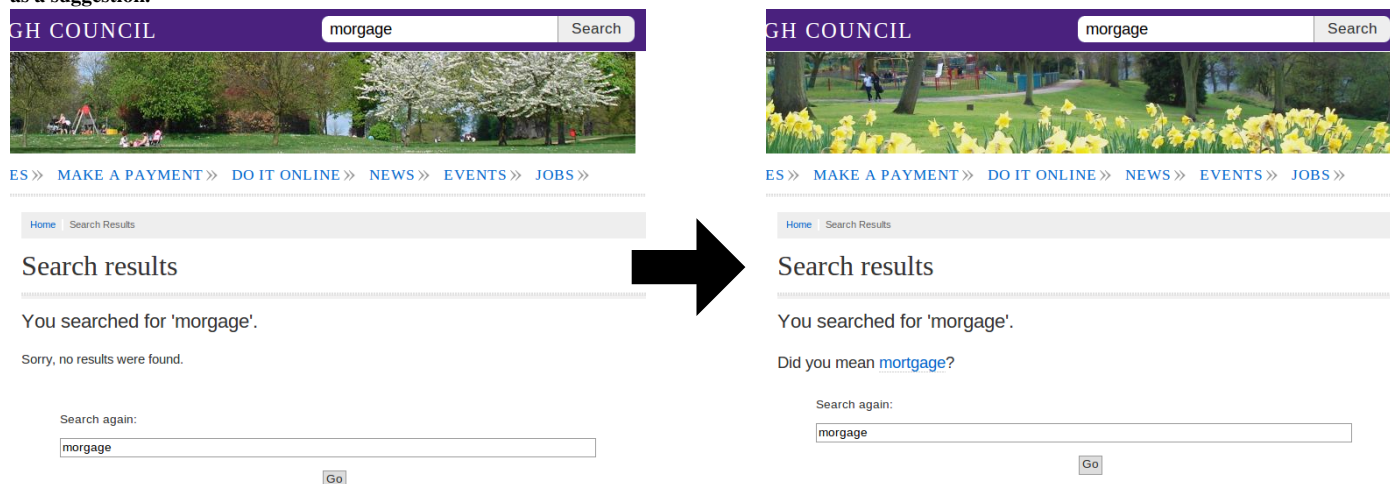 as a suggestion.
GH COUNCIL
morgage
Search
ES » MAKE A PAYMENT » DO IT ONLINE » NEWS » EVENTS » JOBS »
Home Search Results
Search results
You searched for 'morgage'.
Sorry, no results were found.
Search again:
morgage
Go
GH COUNCIL
morgage
Search
ES » MAKE A PAYMENT » DO IT ONLINE » NEWS » EVENTS » JOBS »
Home Search Results
Search results
You searched for 'morgage'.
Did you mean mortgage?
Search again:
morgage
Go